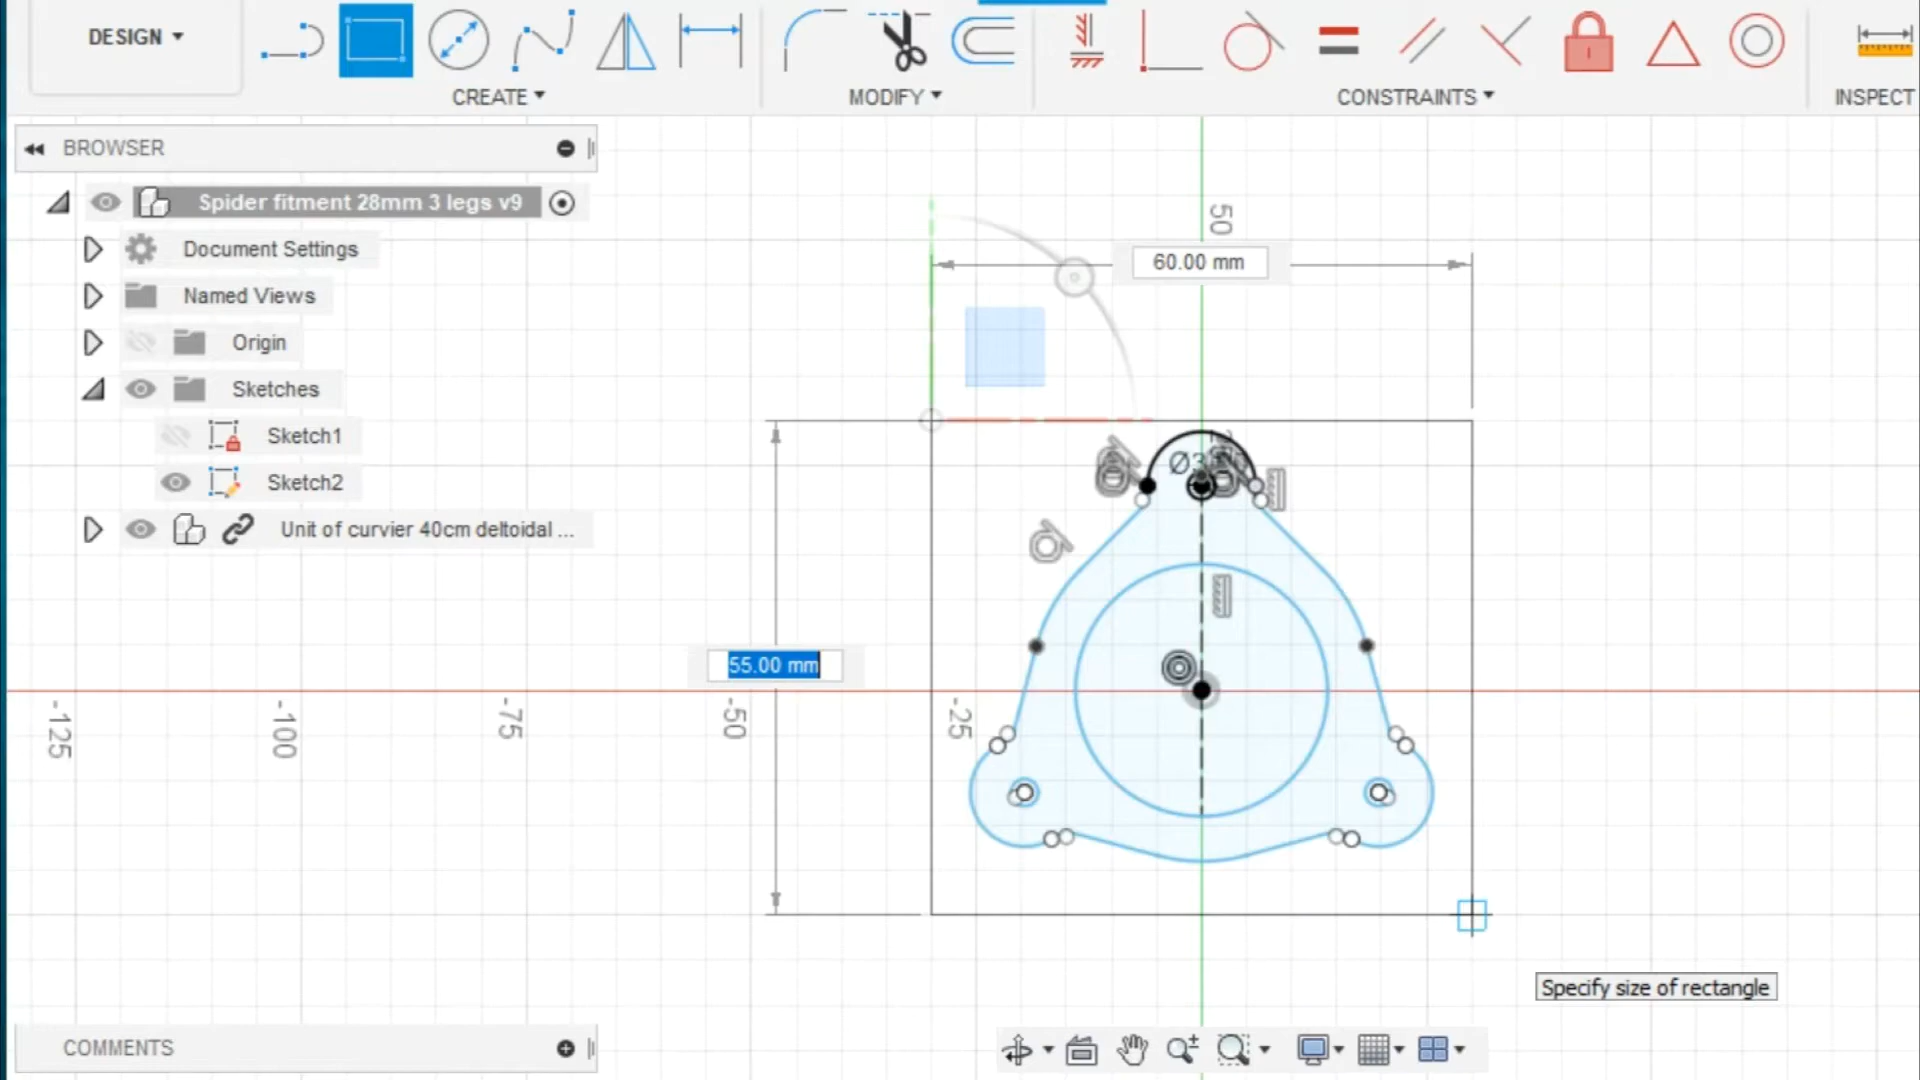 DESIGN
CREATE
MODIFY
CONSTRAINTS
INSPECT
BROWSER
Spider fitment 28mm 3 legs v9
Document Settings
Named Views
Origin
Sketches
Sketch1
Sketch2
Unit of curvier 40cm deltoidal ...
50
60.00 mm
55.00 mm
-125
-100
-75
-50
-25
Specify size of rectangle
COMMENTS